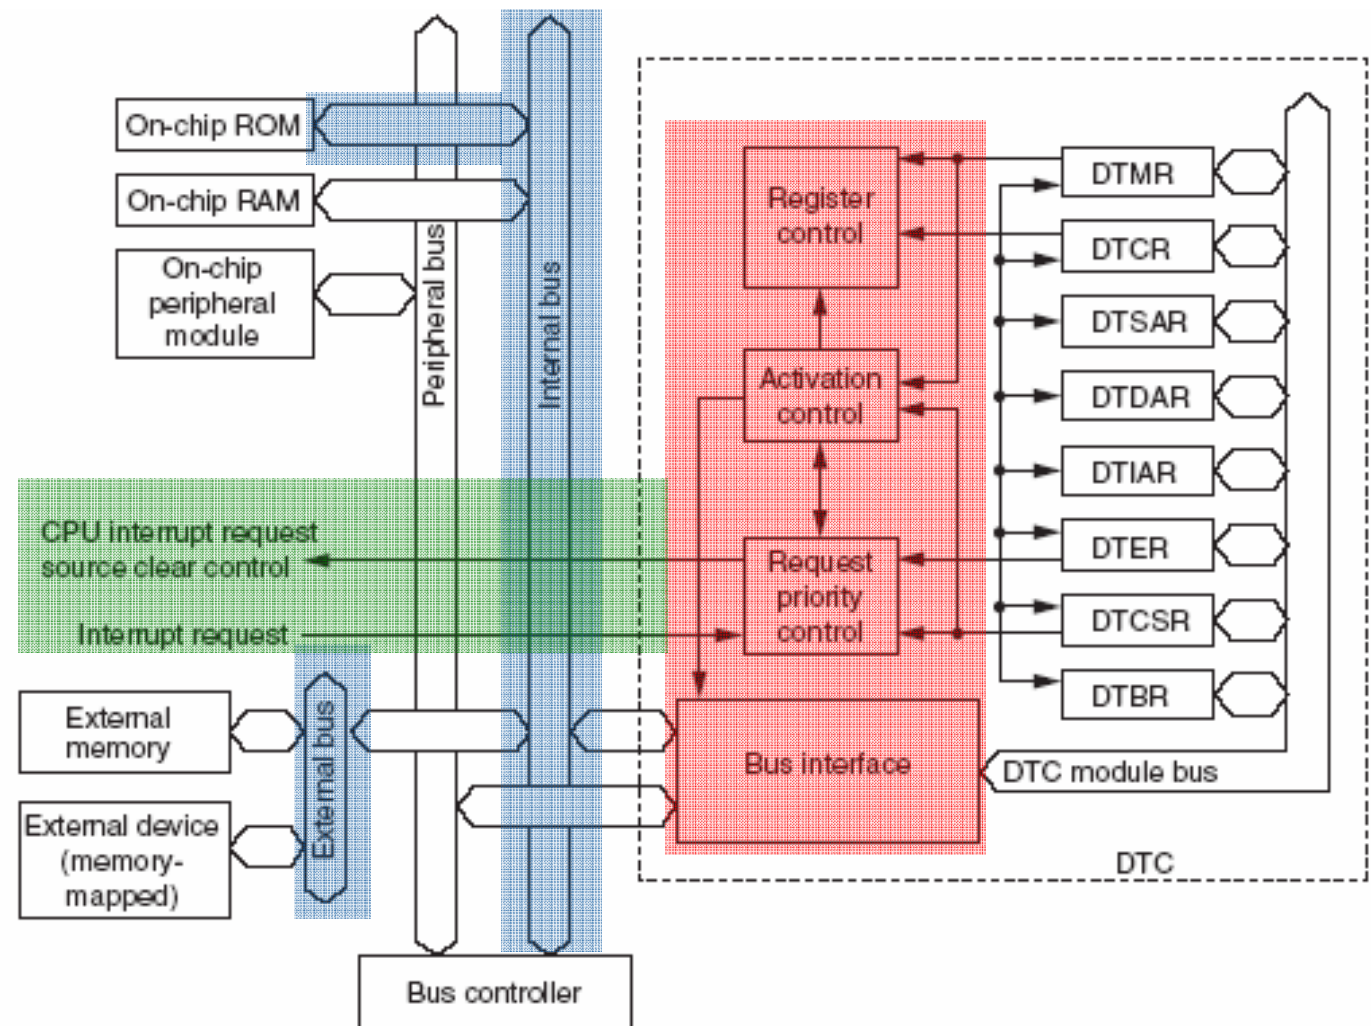 On-chip ROM
On-chip RAM
On-chip
peripheral
module
Peripheral bus
Internal bus
CPU interrupt request
source clear control
Interrupt request
External
memory
External device
(memory-
mapped)
External bus
Bus controller
Register
control
Activation
control
Request
priority
control
Bus interface
DTMR
DTCR
DTSAR
DTDAR
DTIAR
DTER
DTCSR
DTBR
DTC module bus
DTC